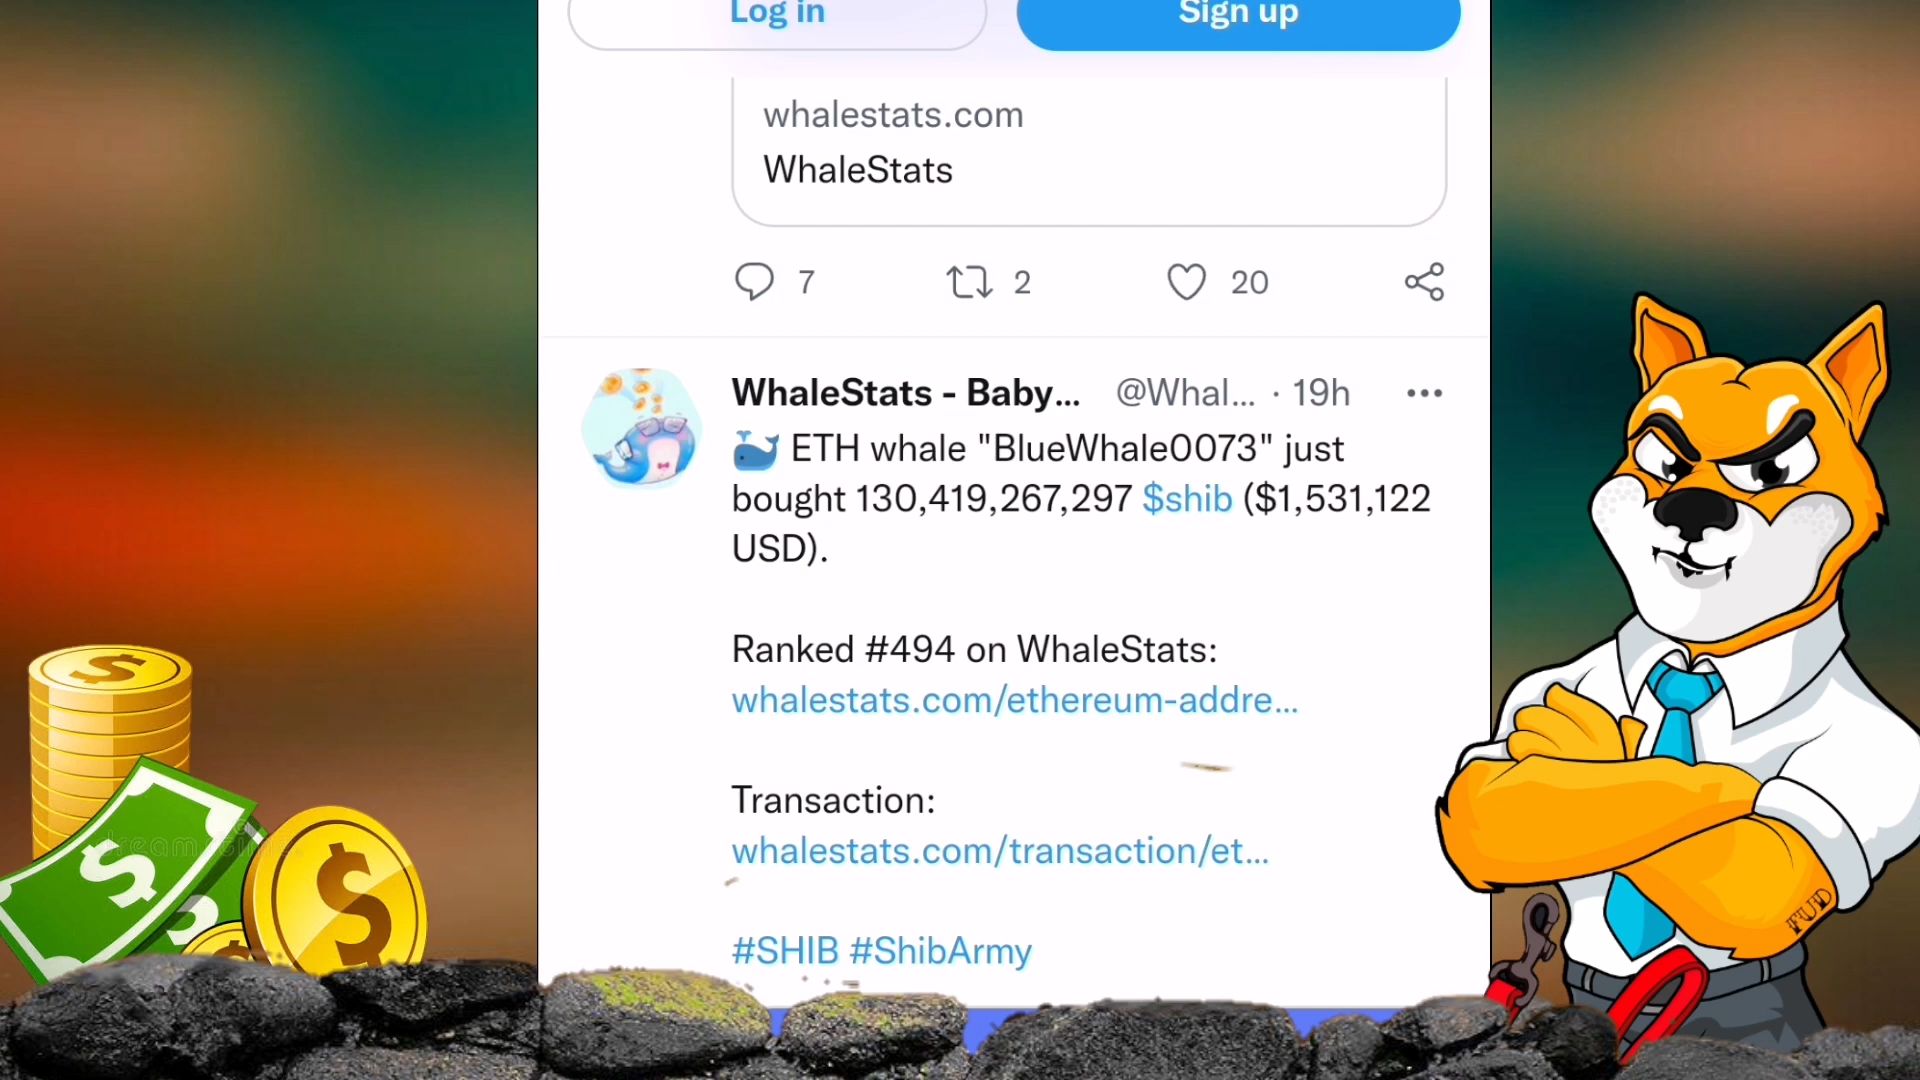 Log in
Sign up
whalestats.com
WhaleStats
7
2
20
WhaleStats - Baby... @Whal... · 19h
🐳 ETH whale "BlueWhale0073" just
bought 130,419,267,297 $shib ($1,531,122
USD).
Ranked #494 on WhaleStats:
whalestats.com/ethereum-addre...
Transaction:
whalestats.com/transaction/et...
#SHIB #ShibArmy
FUD